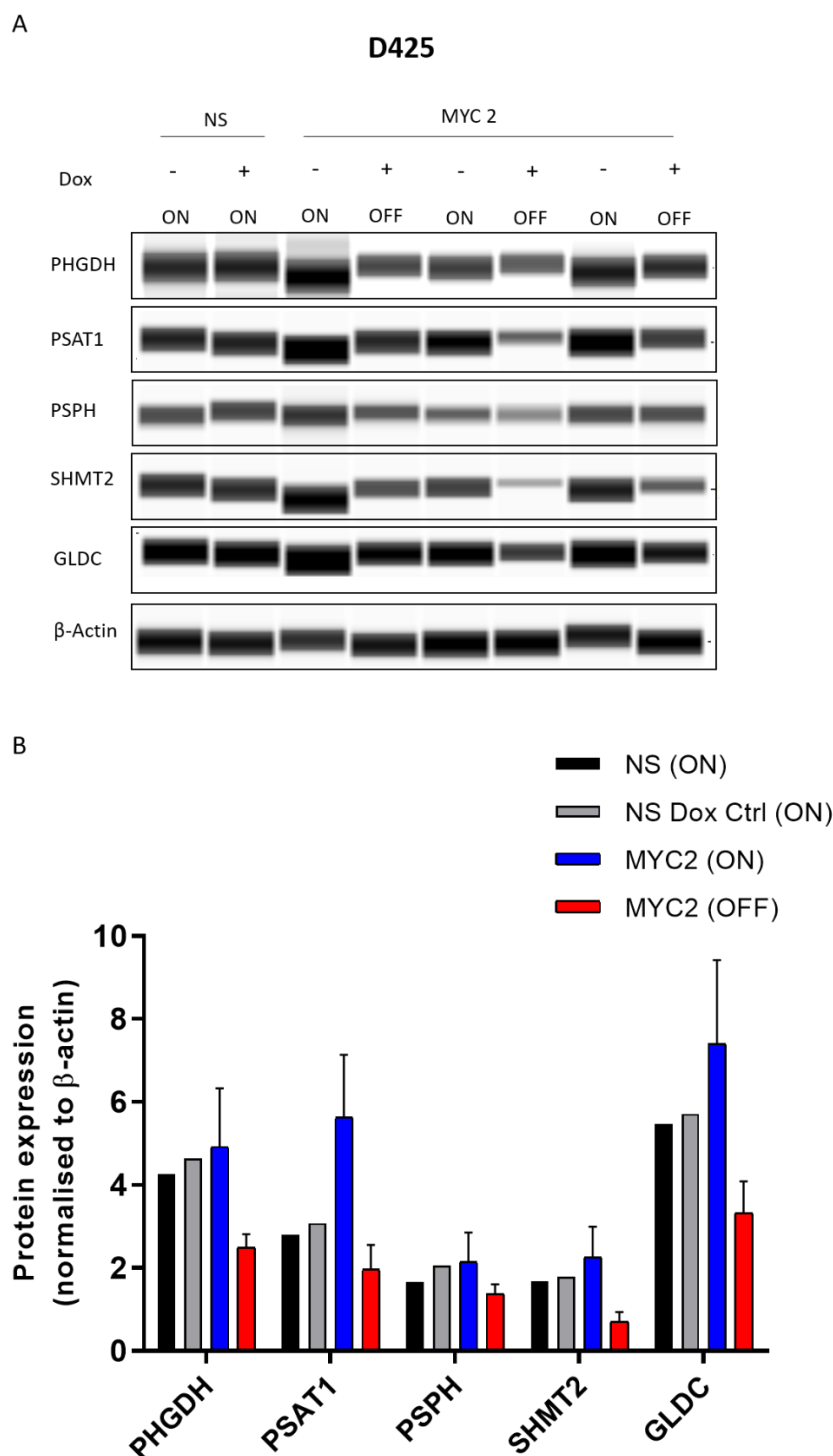 A
D425
NS MYC 2
Dox - + - + - + - +
ON ON ON OFF ON OFF ON OFF
PHGDH
PSAT1
PSPH
SHMT2
GLDC
β-Actin
B
NS (ON)
NS Dox Ctrl (ON)
MYC2 (ON)
MYC2 (OFF)
Protein expression
(normalised to β-actin)
10
8
6
4
2
0
PHGDH PSAT1 PSPH SHMT2 GLDC